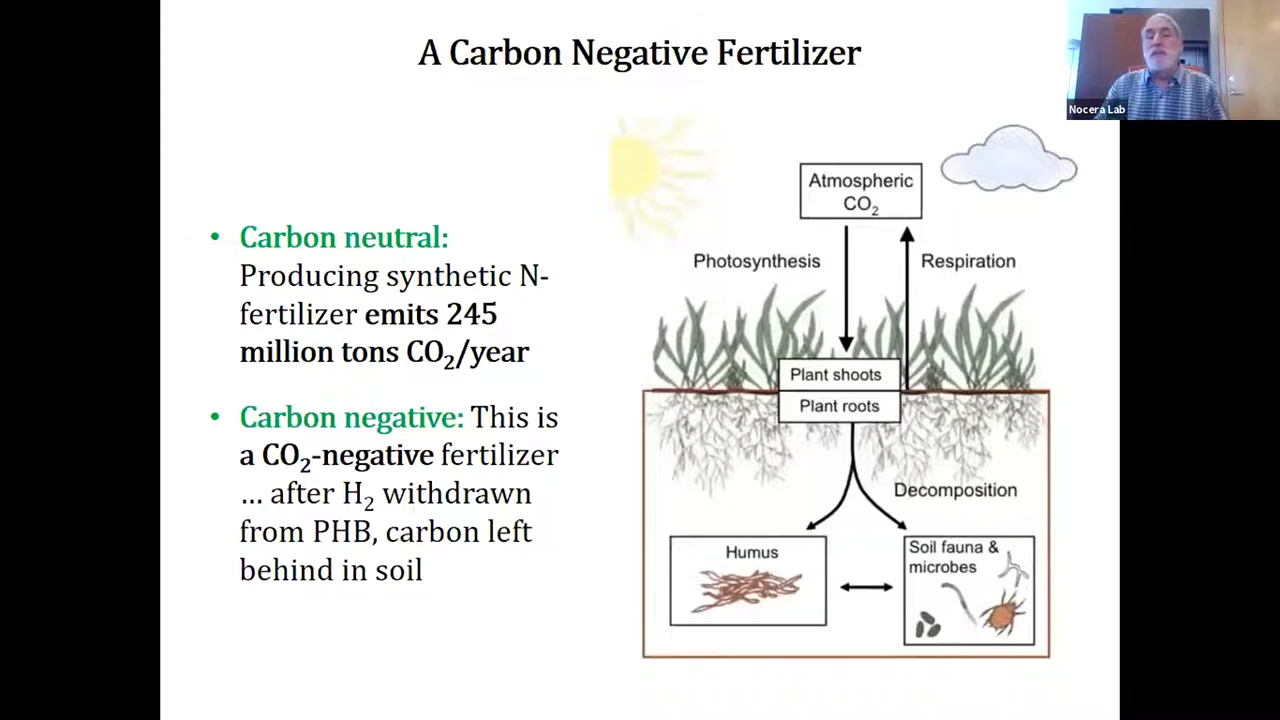 A Carbon Negative Fertilizer
Nocera Lab
• Carbon neutral:
Producing synthetic N-
fertilizer emits 245
million tons CO₂/year
• Carbon negative: This is
a CO₂-negative fertilizer
... after H₂ withdrawn
from PHB, carbon left
behind in soil
Atmospheric
CO₂
Photosynthesis
Respiration
Plant shoots
Plant roots
Decomposition
Humus
Soil fauna &
microbes